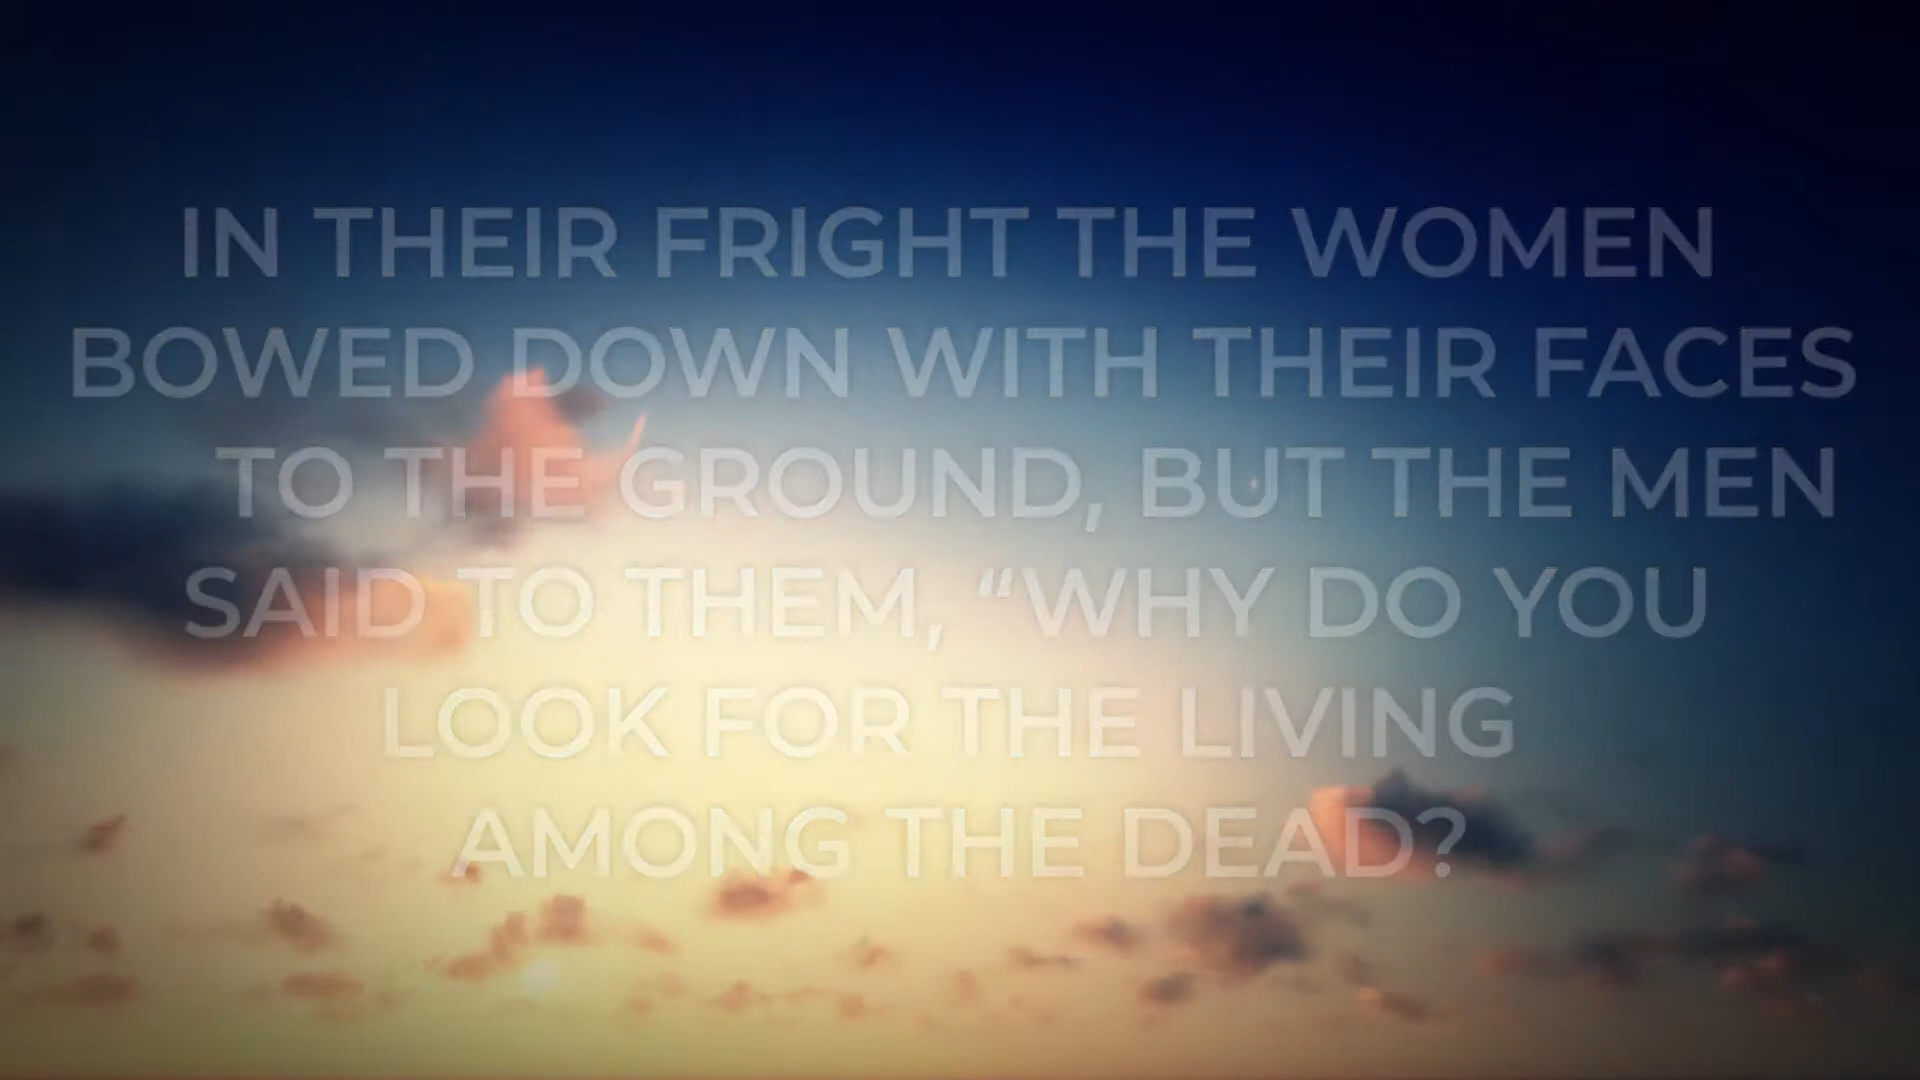 IN THEIR FRIGHT THE WOMEN
BOWED DOWN WITH THEIR FACES
TO THE GROUND, BUT THE MEN
SAID TO THEM, “WHY DO YOU
LOOK FOR THE LIVING
AMONG THE DEAD?